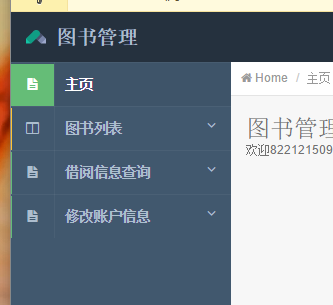 图书管理
主页
Home / 主页
图书列表
图书管理
欢迎822121509
借阅信息查询
修改账户信息